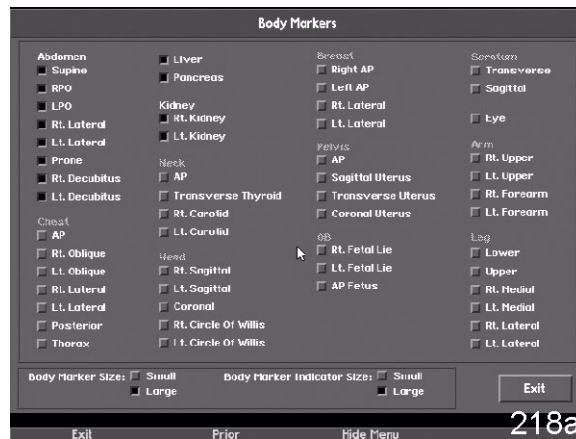 Body Markers
Abdomen
Supine
RPO
LPO
Rt. Lateral
Lt. Lateral
Prone
Rt. Decubitus
Lt. Decubitus
Chest
AP
Rt. Oblique
Lt. Oblique
Rt. Lateral
Lt. Lateral
Posterior
Thorax
Liver
Pancreas
Kidney
Rt. Kidney
Lt. Kidney
Neck
AP
Transverse Thyroid
Rt. Carotid
Lt. Carotid
Head
Rt. Sagittal
Lt. Sagittal
Coronal
Rt. Circle Of Willis
Lt. Circle Of Willis
Breast
Right AP
Left AP
Rt. Lateral
Lt. Lateral
Pelvis
AP
Sagittal Uterus
Transverse Uterus
Coronal Uterus
OB
Rt. Fetal Lie
Lt. Fetal Lie
AP Fetus
Scrotum
Transverse
Sagittal
Eye
Arm
Rt. Upper
Lt. Upper
Rt. Forearm
Lt. Forearm
Leg
Lower
Upper
Rt. Medial
Lt. Medial
Rt. Lateral
Lt. Lateral
Body Marker Size: Small
Large
Body Marker Indicator Size: Small
Large
Exit
Exit Prior Hide Menu
218a